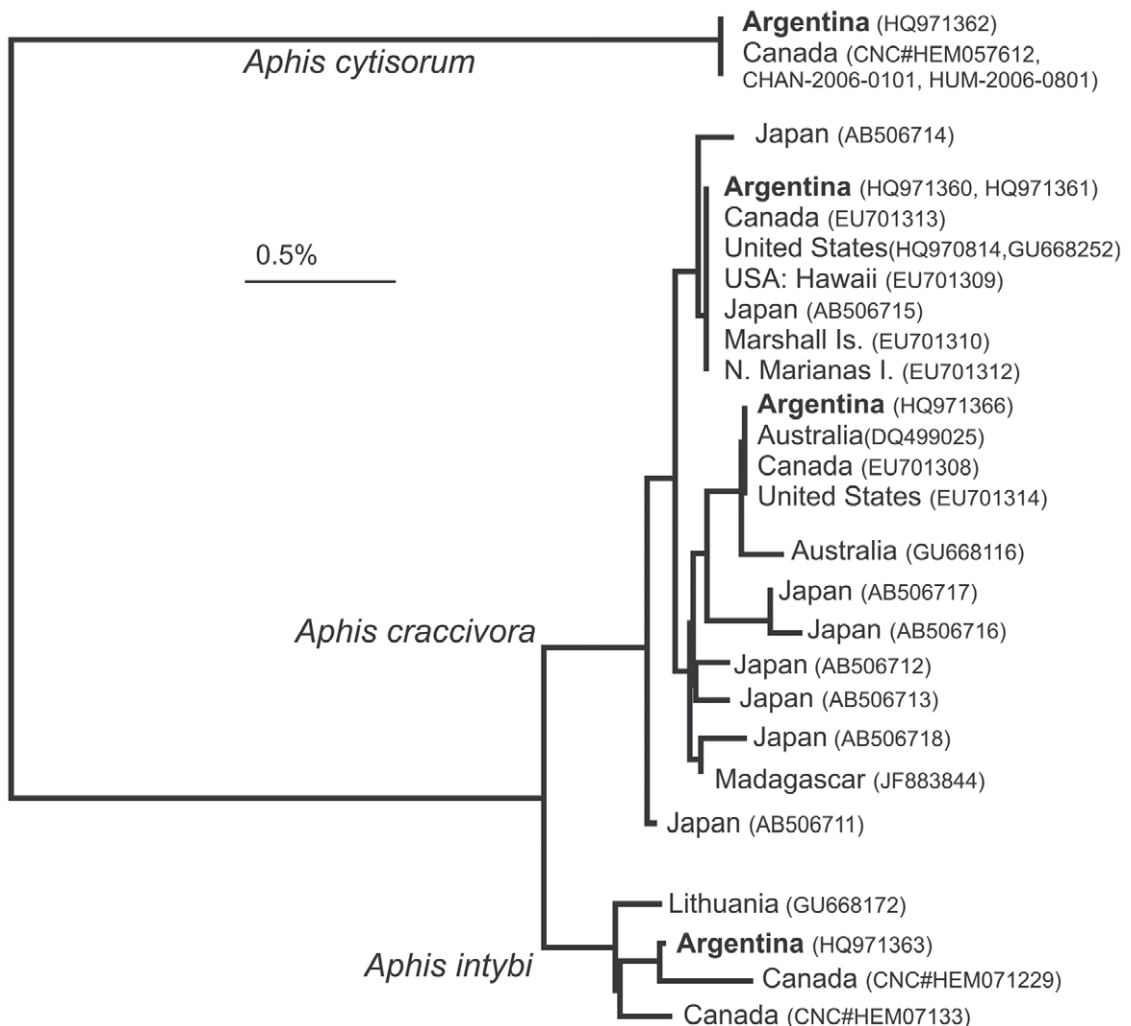 Argentina (HQ971362)
Aphis cytisorum
Canada (CNC#HEM057612,
CHAN-2006-0101, HUM-2006-0801)
Japan (AB506714)
Argentina (HQ971360, HQ971361)
Canada (EU701313)
United States(HQ970814,GU668252)
0.5%
USA: Hawaii (EU701309)
Japan (AB506715)
Marshall Is. (EU701310)
N. Marianas I. (EU701312)
Argentina (HQ971366)
Australia(DQ499025)
Canada (EU701308)
United States (EU701314)
Australia (GU668116)
Japan (AB506717)
Aphis craccivora
Japan (AB506716)
Japan (AB506712)
Japan (AB506713)
Japan (AB506718)
Madagascar (JF883844)
Japan (AB506711)
Lithuania (GU668172)
Argentina (HQ971363)
Aphis intybi
Canada (CNC#HEM071229)
Canada (CNC#HEM07133)